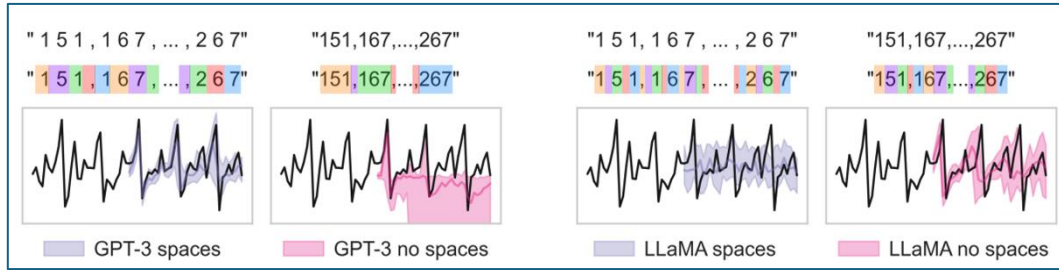 "1 5 1 , 1 6 7 , ... , 2 6 7"
"1 5 1 , 1 6 7 , ... , 2 6 7"
GPT-3 spaces
"151,167,...,267"
"151,167,...,267"
GPT-3 no spaces
"1 5 1 , 1 6 7 , ... , 2 6 7"
"1 5 1 , 1 6 7 , ... , 2 6 7"
LLaMA spaces
"151,167,...,267"
"151,167,...,267"
LLaMA no spaces